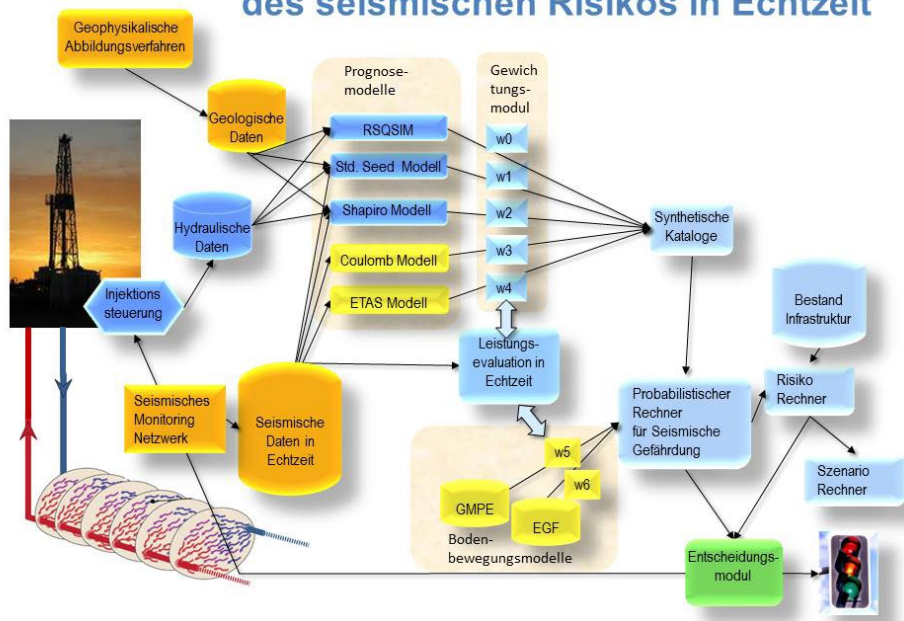 des seismischen Risikos in Echtzeit
Geophysikalische
Abbildungsverfahren
Prognose-
modelle
Gewich
tungs-
modul
Geologische
Daten
RSQSIM
w0
Std. Seed Modell
w1
Shapiro Modell
w2
Hydraulische
Daten
Synthetische
Kataloge
Coulomb Modell
w3
ETAS Modell
w4
Injektions
steuerung
Bestand
Infrastruktur
Leistungs-
evaluation in
Echtzeit
Seismisches
Monitoring
Netzwerk
Seismische
Daten in
Echtzeit
Probabilistischer
Rechner
für Seismische
Gefährdung
Risiko
Rechner
w5
w6
Szenario
Rechner
GMPE
EGF
Boden-
bewegungsmodelle
Entscheidungs-
modul